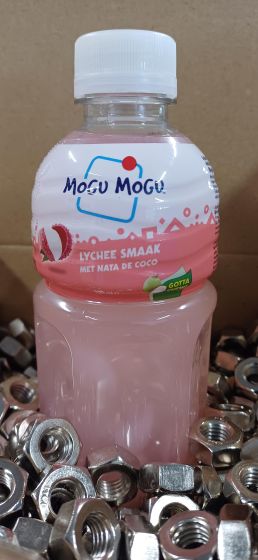 MOGU MOGU
LYCHEE SMAAK
MET NATA DE COCO
GOTTA